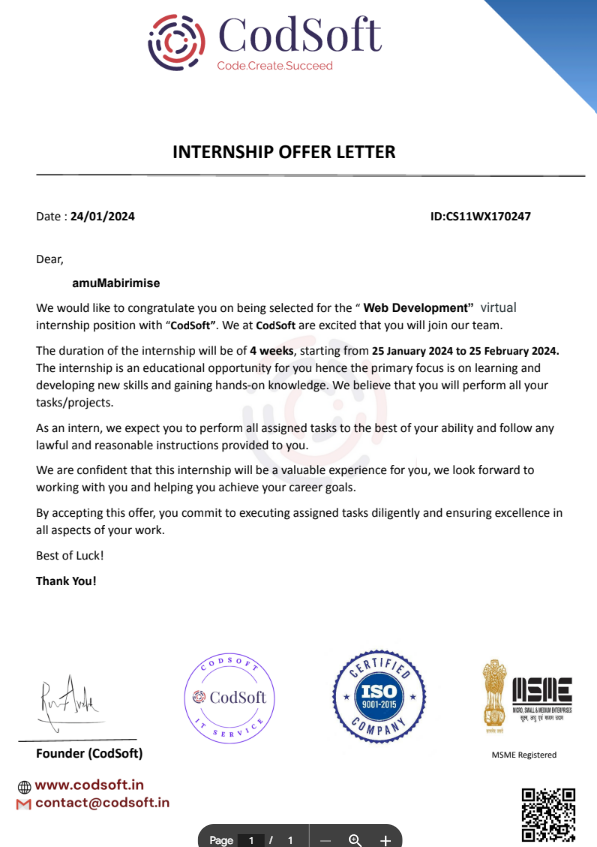 CodSoft
Code.Create.Succeed
INTERNSHIP OFFER LETTER
Date : 24/01/2024
ID:CS11WX170247
Dear,
amuMabirimise
We would like to congratulate you on being selected for the “ Web Development” virtual
internship position with “CodSoft”. We at CodSoft are excited that you will join our team.
The duration of the internship will be of 4 weeks, starting from 25 January 2024 to 25 February 2024.
The internship is an educational opportunity for you hence the primary focus is on learning and
developing new skills and gaining hands-on knowledge. We believe that you will perform all your
tasks/projects.
As an intern, we expect you to perform all assigned tasks to the best of your ability and follow any
lawful and reasonable instructions provided to you.
We are confident that this internship will be a valuable experience for you, we look forward to
working with you and helping you achieve your career goals.
By accepting this offer, you commit to executing assigned tasks diligently and ensuring excellence in
all aspects of your work.
Best of Luck!
Thank You!
CODSOFT
CodSoft
IT SERVICE
CERTIFIED
ISO
9001-2015
COMPANY
MSME
MICRO, SMALL & MEDIUM ENTERPRISES
सूक्ष्म, लघु एवं मध्यम उद्यम
Founder (CodSoft)
MSME Registered
www.codsoft.in
contact@codsoft.in
Page 1 / 1